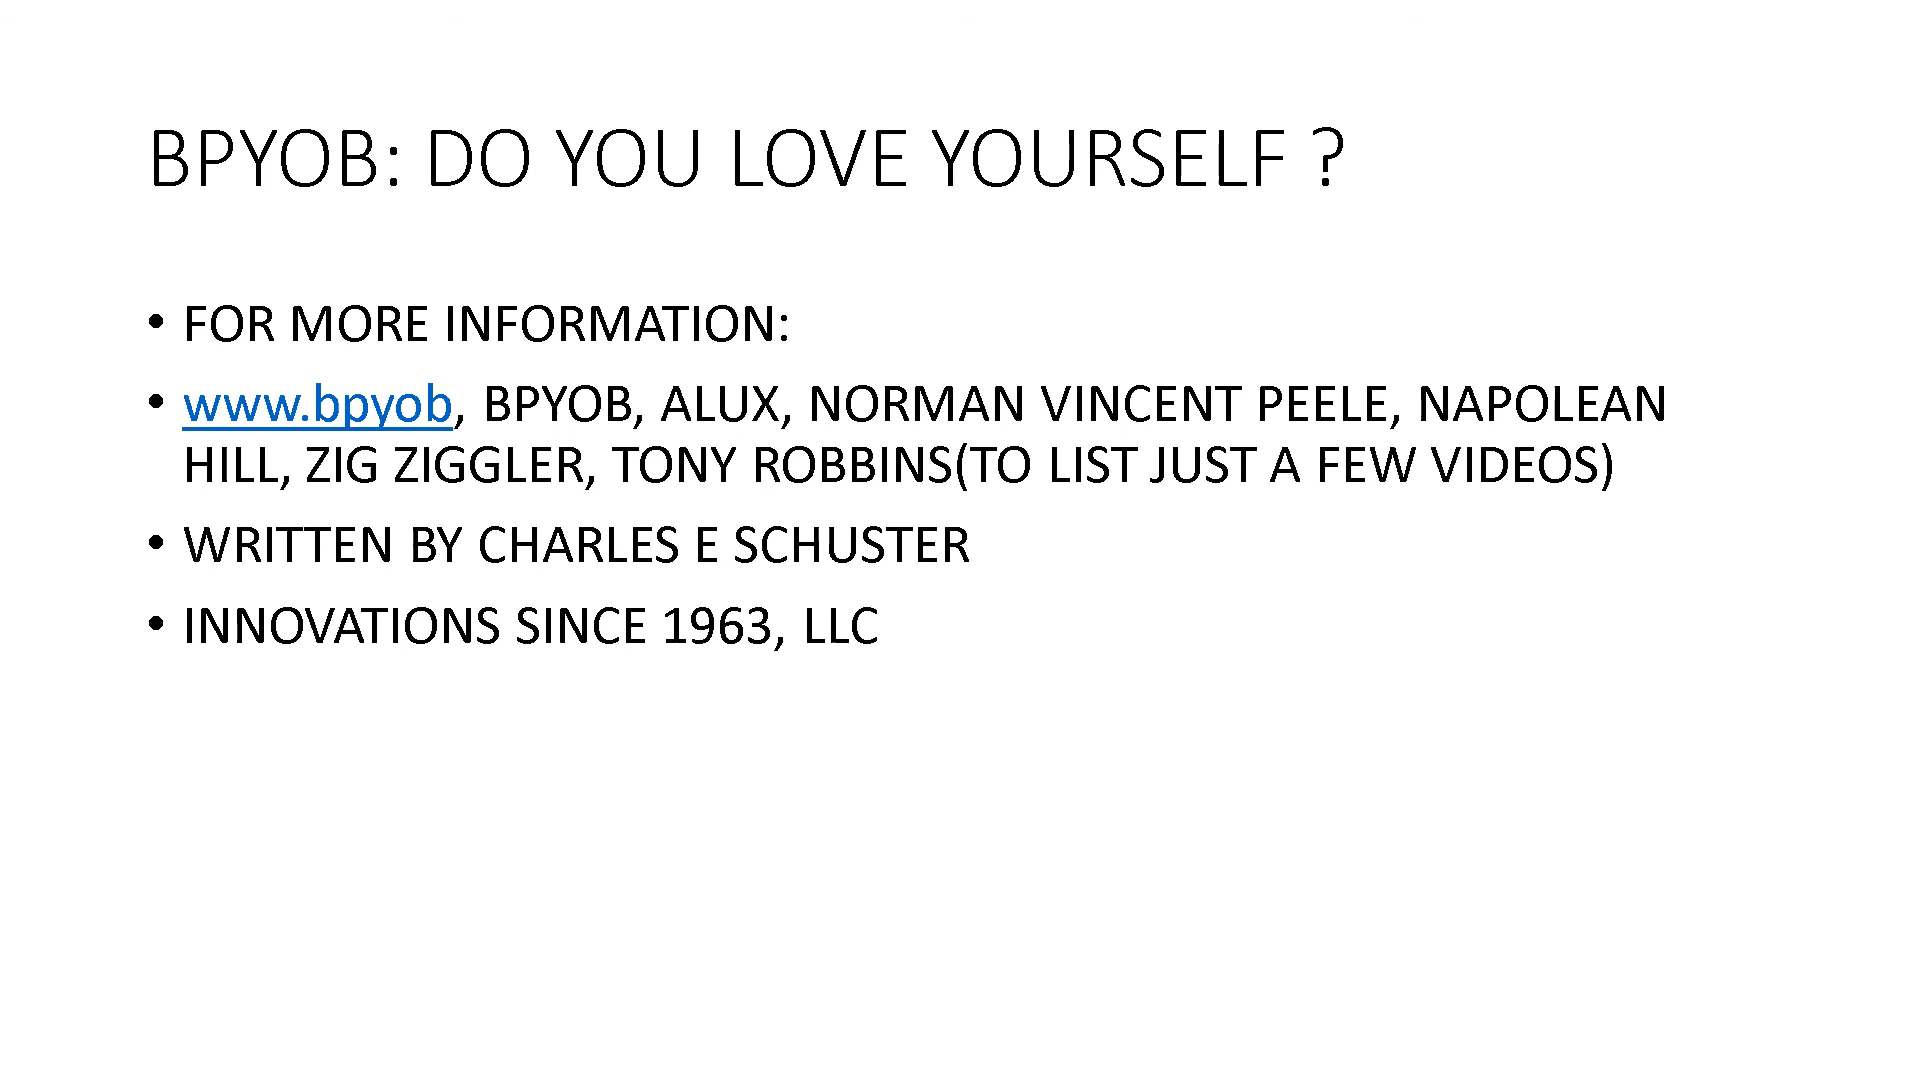 BPYOB: DO YOU LOVE YOURSELF ?
• FOR MORE INFORMATION:
• www.bpyob, BPYOB, ALUX, NORMAN VINCENT PEELE, NAPOLEAN
HILL, ZIG ZIGGLER, TONY ROBBINS(TO LIST JUST A FEW VIDEOS)
• WRITTEN BY CHARLES E SCHUSTER
• INNOVATIONS SINCE 1963, LLC